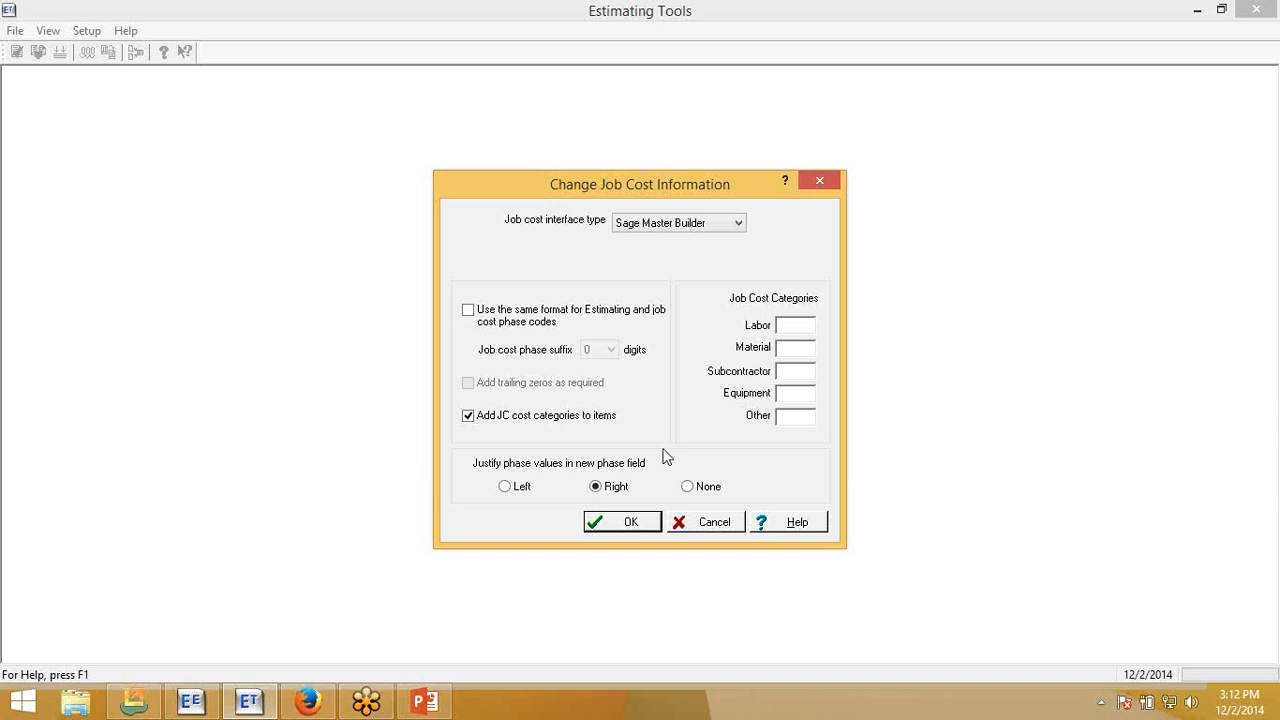 Estimating Tools
File View Setup Help
Change Job Cost Information
?
Job cost interface type Sage Master Builder
Use the same format for Estimating and job
cost phase codes
Job cost phase suffix 0 digits
Add trailing zeros as required
Add JC cost categories to items
Job Cost Categories
Labor
Material
Subcontractor
Equipment
Other
Justify phase values in new phase field
Left Right None
OK Cancel ? Help
For Help, press F1
12/2/2014
EE ET
3:12 PM
12/2/2014